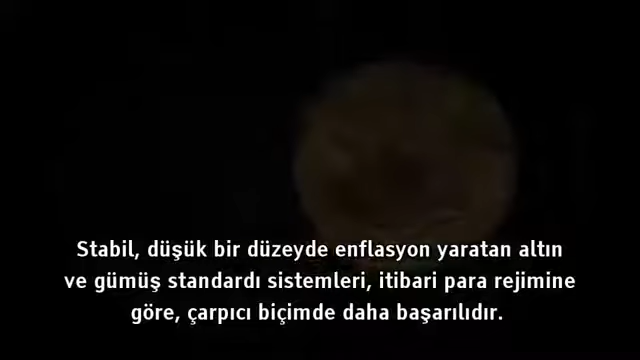 Stabil, düşük bir düzeyde enflasyon yaratan altın
ve gümüş standardı sistemleri, itibari para rejimine
göre, çarpıcı biçimde daha başarılıdır.